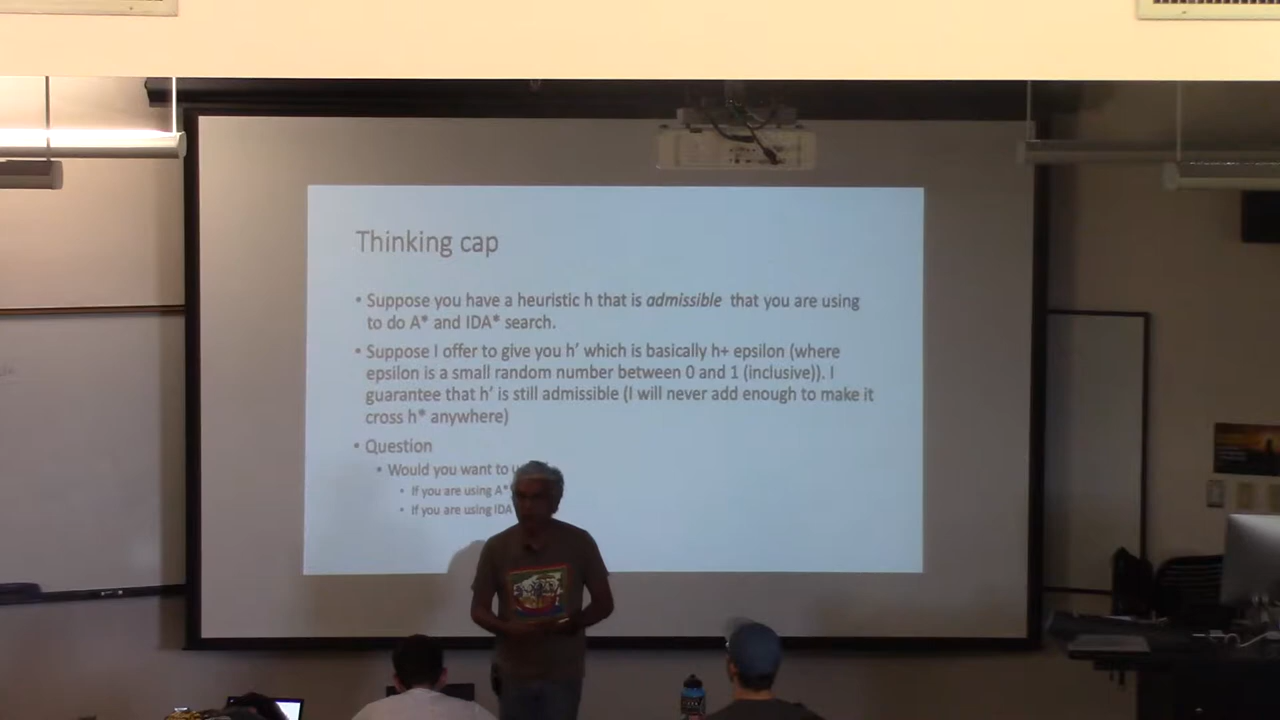 Thinking cap
• Suppose you have a heuristic h that is admissible that you are using
to do A* and IDA* search.
• Suppose I offer to give you h’ which is basically h+ epsilon (where
epsilon is a small random number between 0 and 1 (inclusive)). I
guarantee that h’ is still admissible (I will never add enough to make it
cross h* anywhere)
• Question
• Would you want to
• If you are using A*
• If you are using IDA